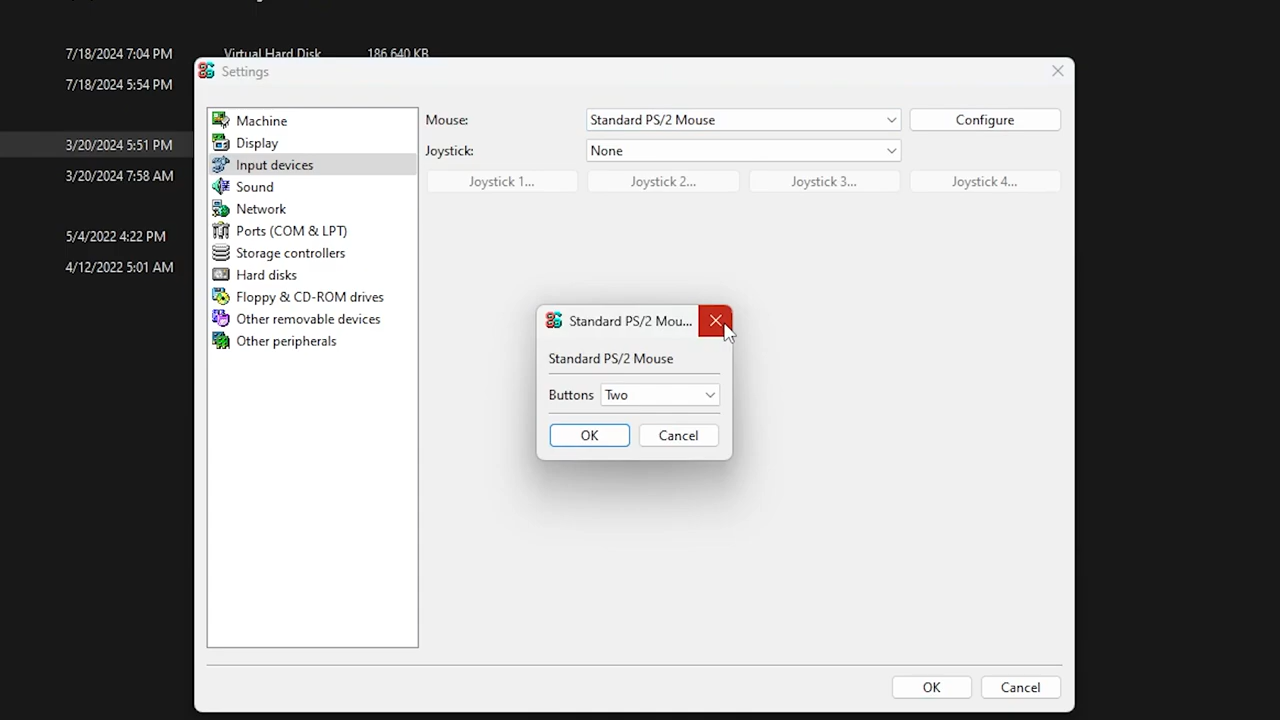 7/18/2024 7:04 PM Virtual Hard Disk 186,640 KB
7/18/2024 5:54 PM
3/20/2024 5:51 PM
3/20/2024 7:58 AM
5/4/2022 4:22 PM
4/12/2022 5:01 AM
Settings
Machine
Display
Input devices
Sound
Network
Ports (COM & LPT)
Storage controllers
Hard disks
Floppy & CD-ROM drives
Other removable devices
Other peripherals
Mouse: Standard PS/2 Mouse Configure
Joystick: None
Joystick 1... Joystick 2... Joystick 3... Joystick 4...
Standard PS/2 Mou...
Standard PS/2 Mouse
Buttons Two
OK Cancel
OK Cancel